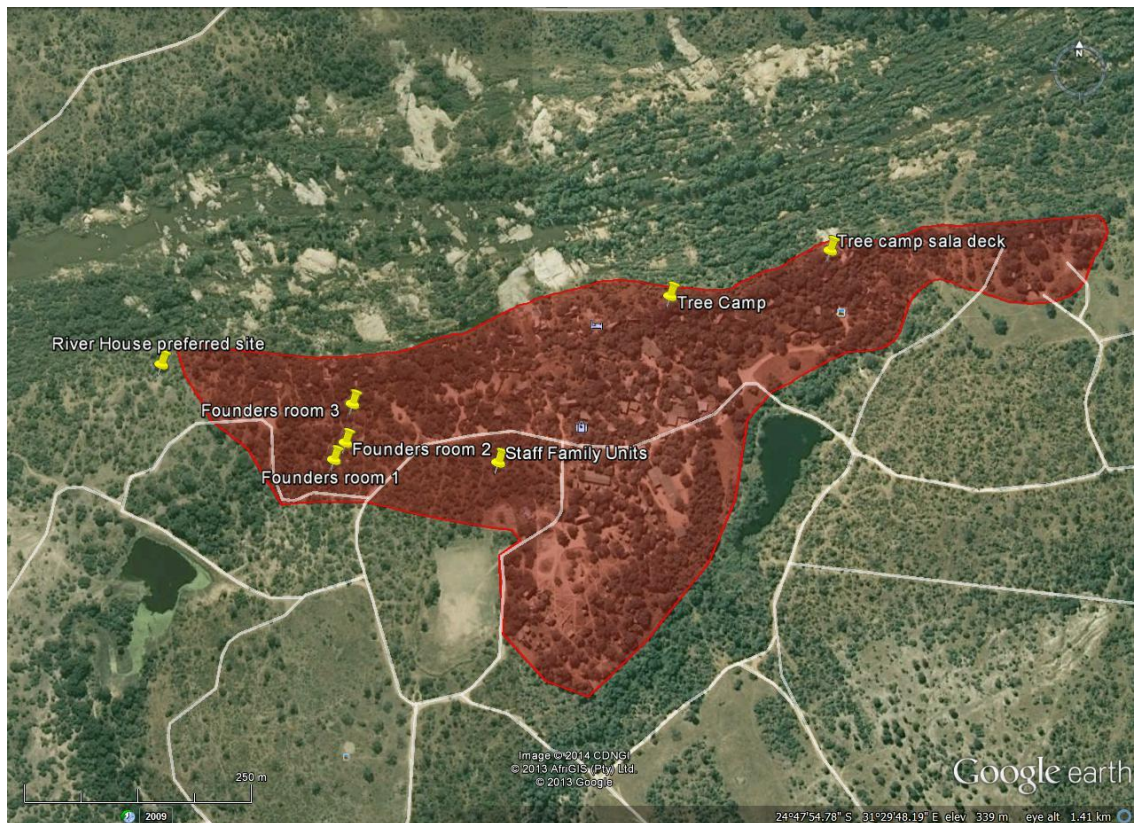 N
Tree camp sala deck
Tree Camp
River House preferred site
Founders room 3
Founders room 2
Staff Family Units
Founders room 1
Image © 2014 CDNGI
© 2013 AfriGIS (Pty) Ltd.
© 2013 Google
250 m
Google earth
2009
24°47'54.78" S 31°29'48.19" E elev 339 m eye alt 1.41 km